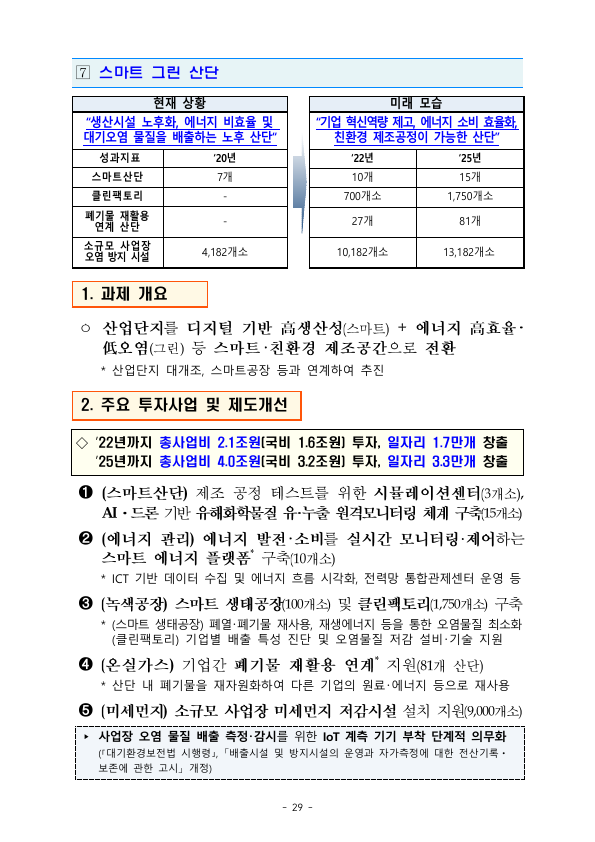 7 스마트 그린 산단
현재 상황
"생산시설 노후화, 에너지 비효율 및
대기오염 물질을 배출하는 노후 산단"
성과지표 '20년
스마트산단 7개
클린팩토리 -
폐기물 재활용
연계 산단 -
소규모 사업장
오염 방지 시설 4,182개소
미래 모습
"기업 혁신역량 제고, 에너지 소비 효율화,
친환경 제조공정이 가능한 산단"
'22년 '25년
10개 15개
700개소 1,750개소
27개 81개
10,182개소 13,182개소
1. 과제 개요
○ 산업단지를 디지털 기반 高생산성(스마트) + 에너지 高효율·
低오염(그린) 등 스마트·친환경 제조공간으로 전환
* 산업단지 대개조, 스마트공장 등과 연계하여 추진
2. 주요 투자사업 및 제도개선
◇ '22년까지 총사업비 2.1조원(국비 1.6조원) 투자, 일자리 1.7만개 창출
'25년까지 총사업비 4.0조원(국비 3.2조원) 투자, 일자리 3.3만개 창출
❶ (스마트산단) 제조 공정 테스트를 위한 시뮬레이션센터(3개소),
AI·드론 기반 유해화학물질 유·누출 원격모니터링 체계 구축(15개소)
❷ (에너지 관리) 에너지 발전·소비를 실시간 모니터링·제어하는
스마트 에너지 플랫폼* 구축(10개소)
* ICT 기반 데이터 수집 및 에너지 흐름 시각화, 전력망 통합관제센터 운영 등
❸ (녹색공장) 스마트 생태공장(100개소) 및 클린팩토리(1,750개소) 구축
* (스마트 생태공장) 폐열·폐기물 재사용, 재생에너지 등을 통한 오염물질 최소화
(클린팩토리) 기업별 배출 특성 진단 및 오염물질 저감 설비·기술 지원
❹ (온실가스) 기업간 폐기물 재활용 연계* 지원(81개 산단)
* 산단 내 폐기물을 재자원화하여 다른 기업의 원료·에너지 등으로 재사용
❺ (미세먼지) 소규모 사업장 미세먼지 저감시설 설치 지원(9,000개소)
▸ 사업장 오염 물질 배출 측정·감시를 위한 IoT 계측 기기 부착 단계적 의무화
(「대기환경보전법 시행령」, 「배출시설 및 방지시설의 운영과 자가측정에 대한 전산기록·
보존에 관한 고시」 개정)
- 29 -